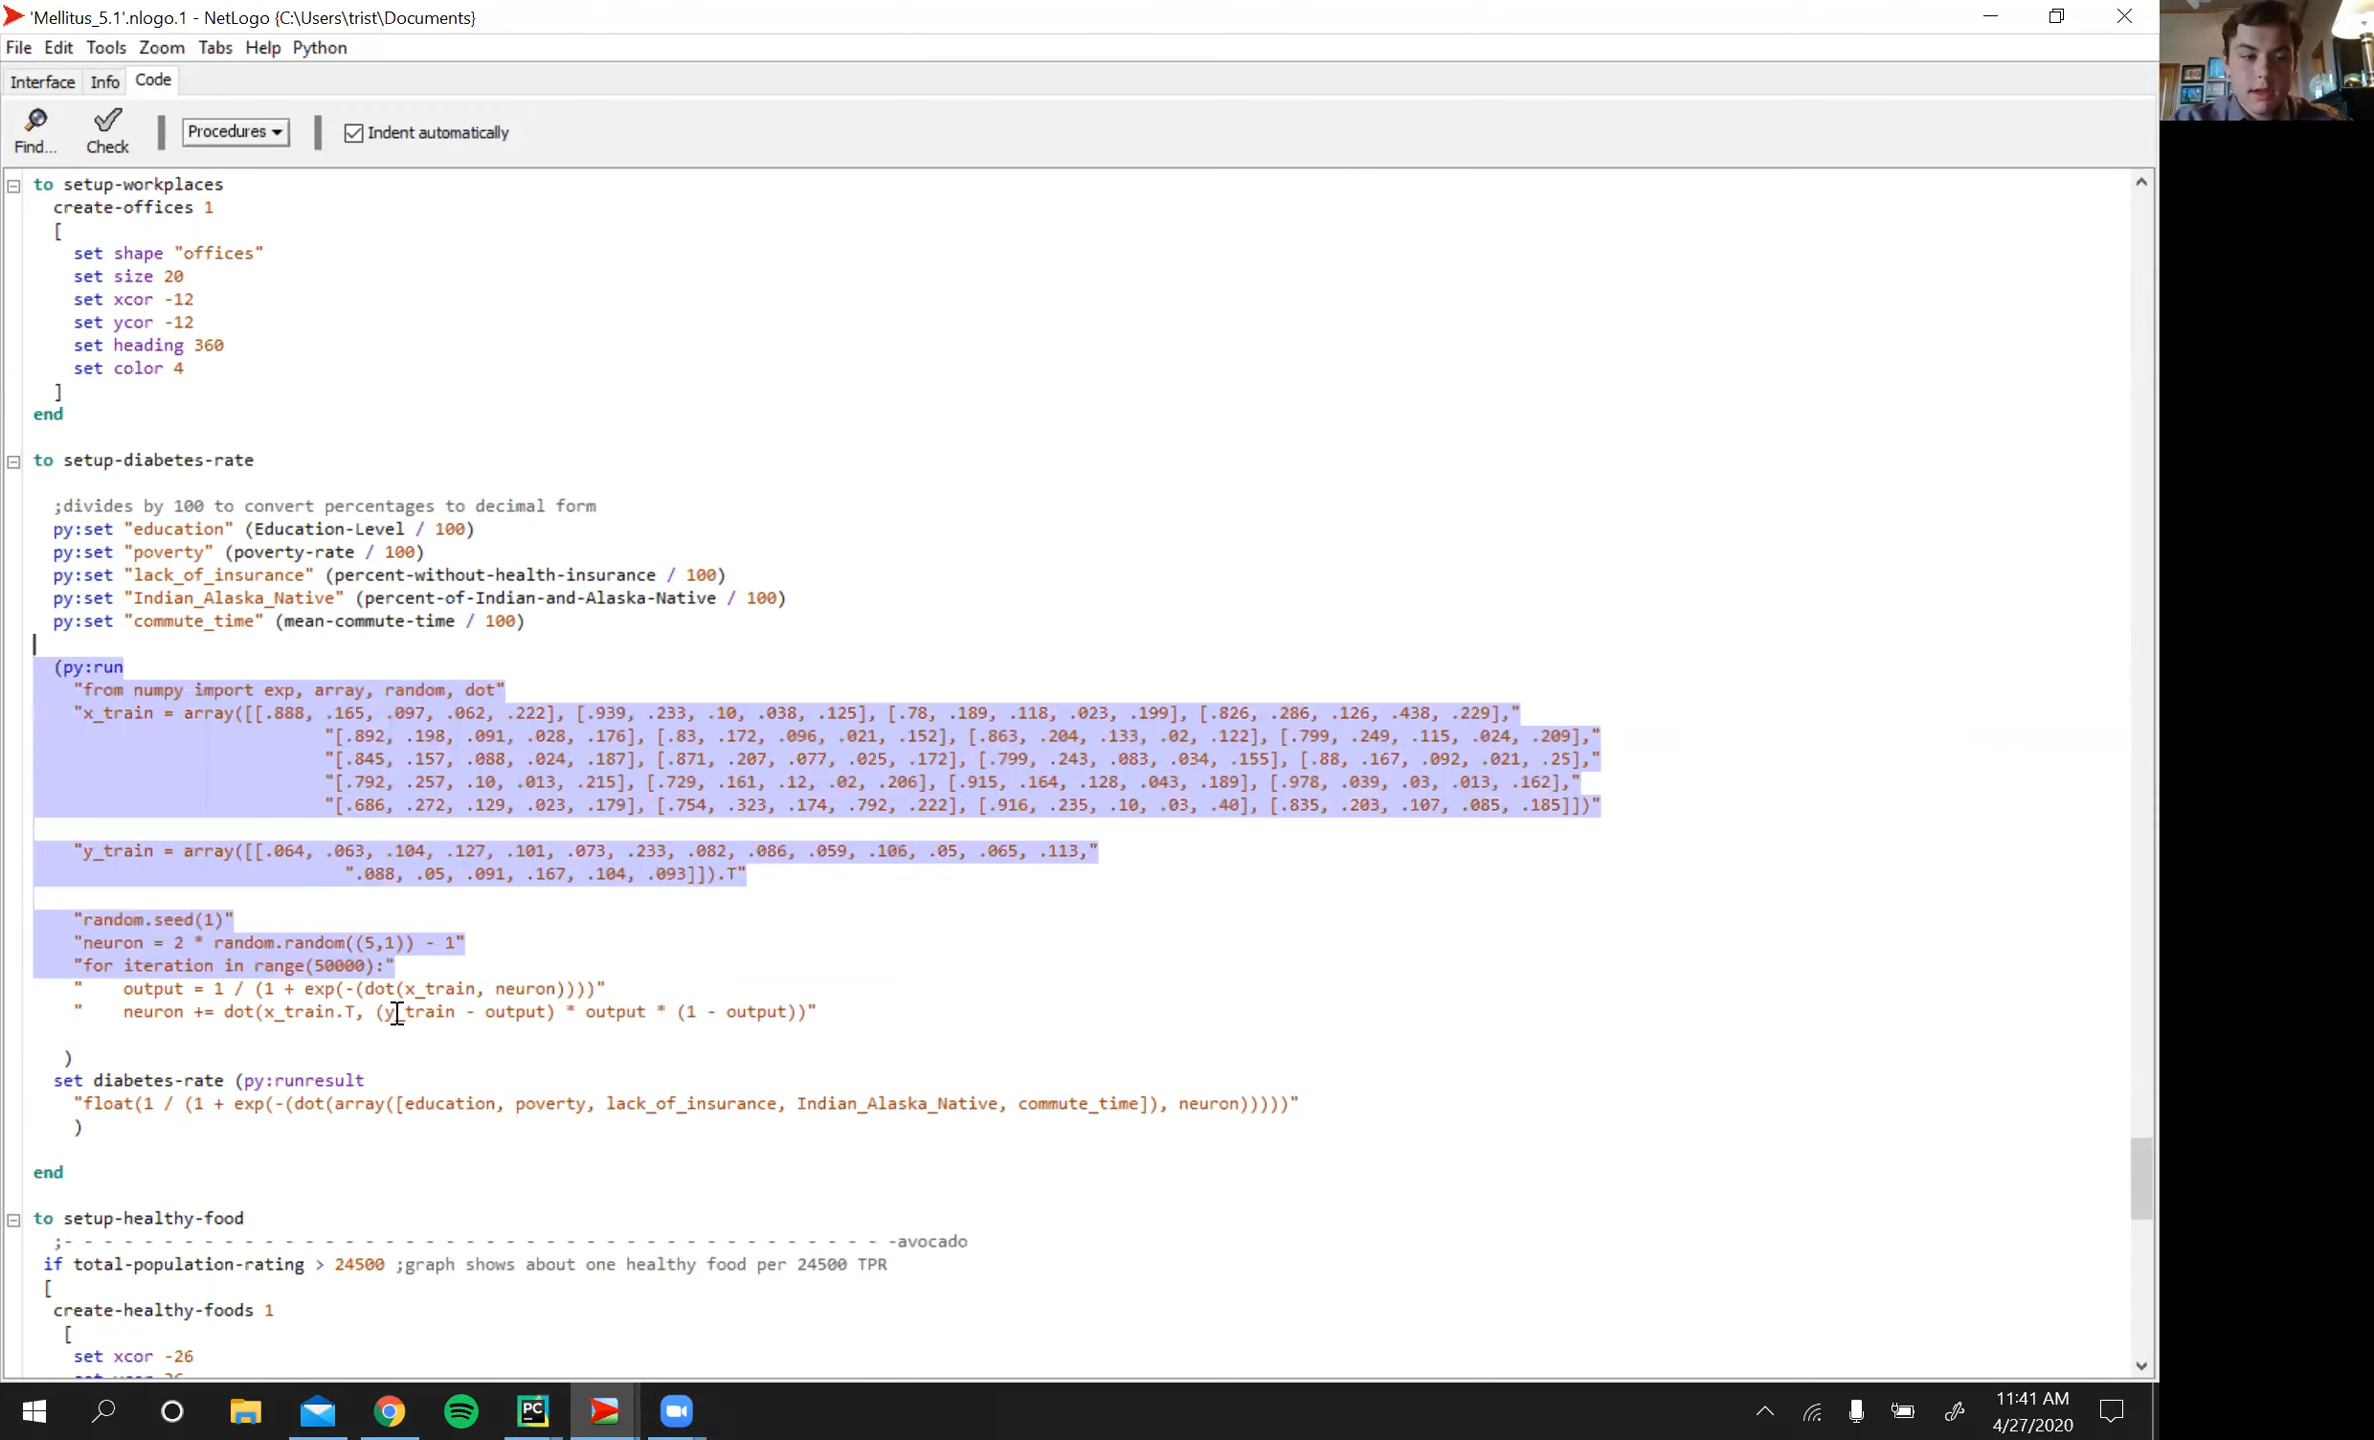 'Mellitus_5.1'.nlogo.1 - NetLogo {C:\Users\trist\Documents}
File Edit Tools Zoom Tabs Help Python
Interface Info Code
Find... Check Procedures Indent automatically
to setup-workplaces
create-offices 1
[
set shape "offices"
set size 20
set xcor -12
set ycor -12
set heading 360
set color 4
]
end
to setup-diabetes-rate
;divides by 100 to convert percentages to decimal form
py:set "education" (Education-Level / 100)
py:set "poverty" (poverty-rate / 100)
py:set "lack_of_insurance" (percent-without-health-insurance / 100)
py:set "Indian_Alaska_Native" (percent-of-Indian-and-Alaska-Native / 100)
py:set "commute_time" (mean-commute-time / 100)
(py:run
"from numpy import exp, array, random, dot"
"x_train = array([[.888, .165, .097, .062, .222], [.939, .233, .10, .038, .125], [.78, .189, .118, .023, .199], [.826, .286, .126, .438, .229],"
"[.892, .198, .091, .028, .176], [.83, .172, .096, .021, .152], [.863, .204, .133, .02, .122], [.799, .249, .115, .024, .209],"
"[.845, .157, .088, .024, .187], [.871, .207, .077, .025, .172], [.799, .243, .083, .034, .155], [.88, .167, .092, .021, .25],"
"[.792, .257, .10, .013, .215], [.729, .161, .12, .02, .206], [.915, .164, .128, .043, .189], [.978, .039, .03, .013, .162],"
"[.686, .272, .129, .023, .179], [.754, .323, .174, .792, .222], [.916, .235, .10, .03, .40], [.835, .203, .107, .085, .185]])"
"y_train = array([[.064, .063, .104, .127, .101, .073, .233, .082, .086, .059, .106, .05, .065, .113,"
".088, .05, .091, .167, .104, .093]]).T"
"random.seed(1)"
"neuron = 2 * random.random((5,1)) - 1"
"for iteration in range(50000):"
" output = 1 / (1 + exp(-(dot(x_train, neuron))))"
" neuron += dot(x_train.T, (y_train - output) * output * (1 - output))"
)
set diabetes-rate (py:runresult
"float(1 / (1 + exp(-(dot(array([education, poverty, lack_of_insurance, Indian_Alaska_Native, commute_time]), neuron)))))"
)
end
to setup-healthy-food
;- - - - - - - - - - - - - - - - - - - - - - - - - - - - - - - - - - - - - - - - - -avocado
if total-population-rating > 24500 ;graph shows about one healthy food per 24500 TPR
[
create-healthy-foods 1
[
set xcor -26
11:41 AM
4/27/2020